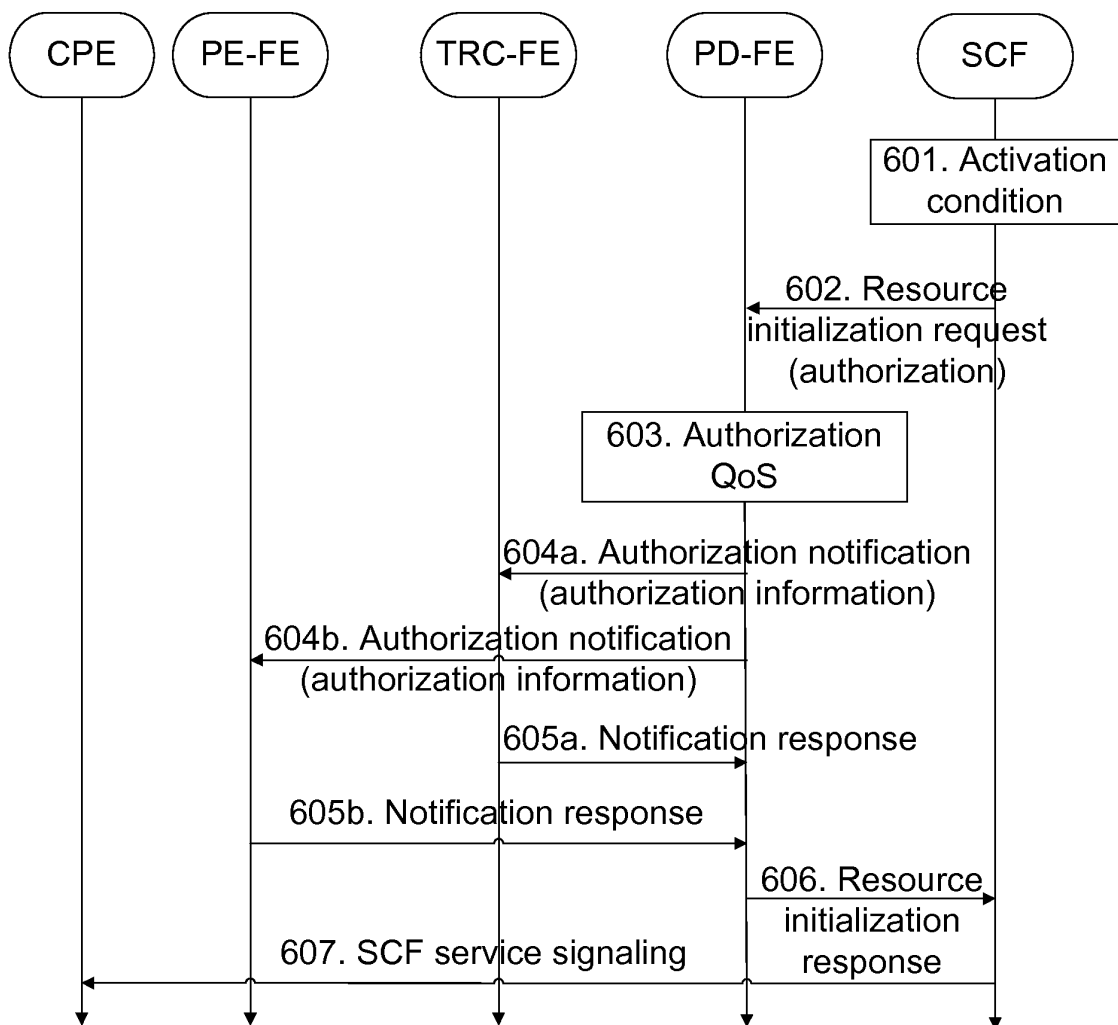 CPE
PE-FE
TRC-FE
PD-FE
SCF
601. Activation
condition
602. Resource
initialization request
(authorization)
603. Authorization
QoS
604a. Authorization notification
(authorization information)
604b. Authorization notification
(authorization information)
605a. Notification response
605b. Notification response
606. Resource
initialization
response
607. SCF service signaling